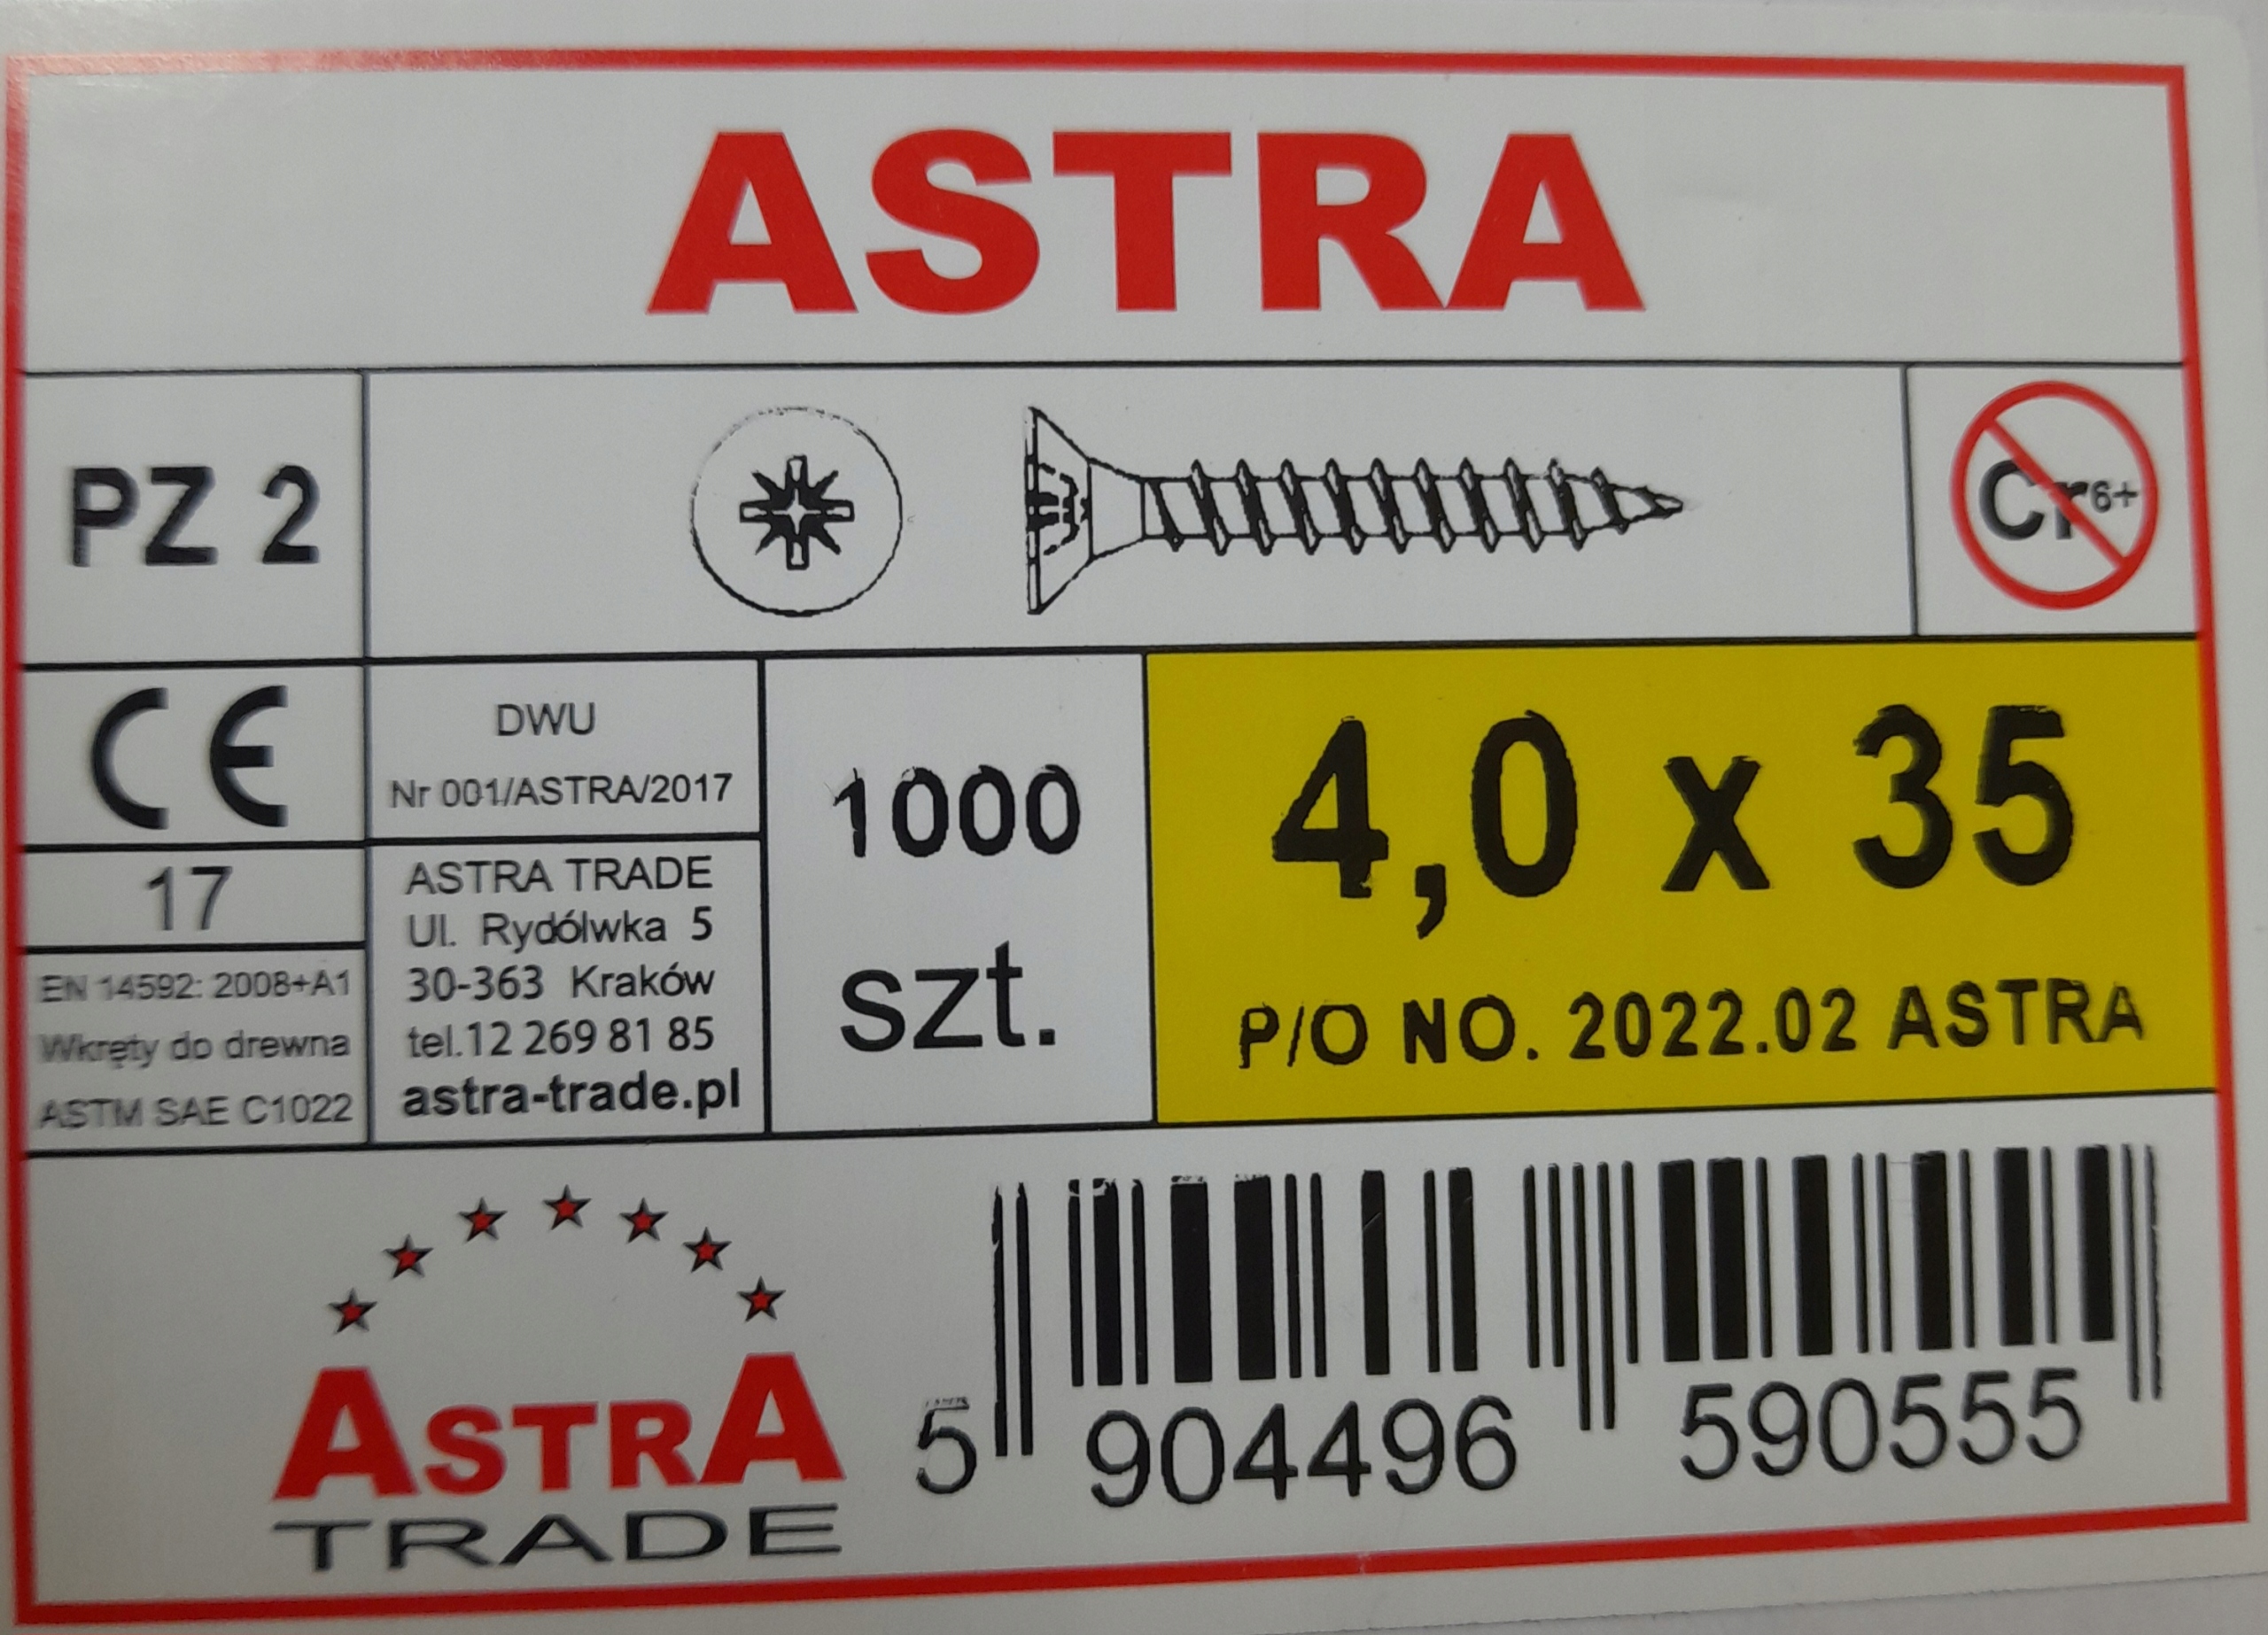 ASTRA
PZ 2
Cr6+
CE
DWU
Nr 001/ASTRA/2017
17
EN 14592: 2008+A1
Wkręty do drewna
ASTM SAE C1022
ASTRA TRADE
Ul. Rydólwka 5
30-363 Kraków
tel.12 269 81 85
astra-trade.pl
1000
szt.
4,0 x 35
P/O NO. 2022.02 ASTRA
ASTRA
TRADE
5 904496 590555